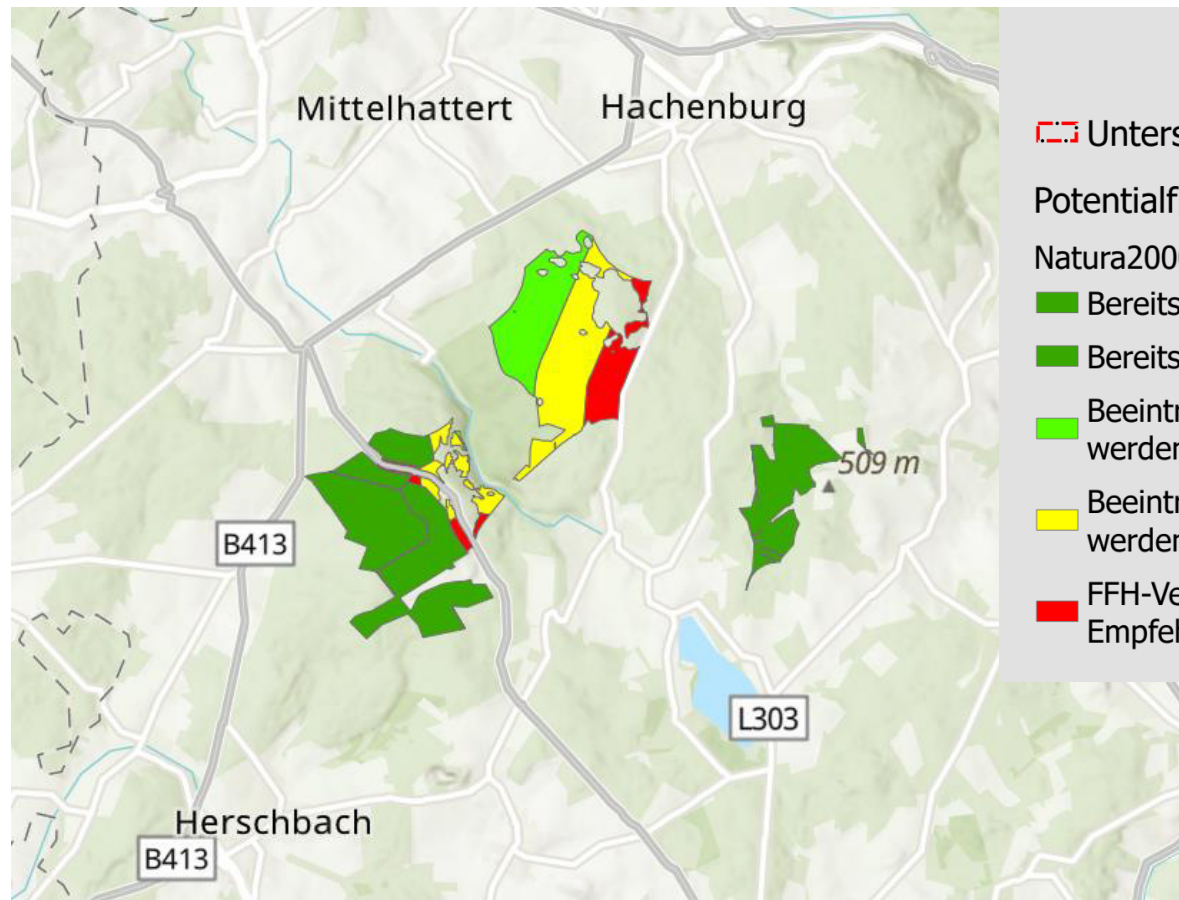 Mittelhattert
Hachenburg
509 m
B413
L303
Herschbach
B413
Unters
Potentialf
Natura200
Bereits
Bereits
Beeintr
werden
Beeintr
werden
FFH-Ve
Empfeh